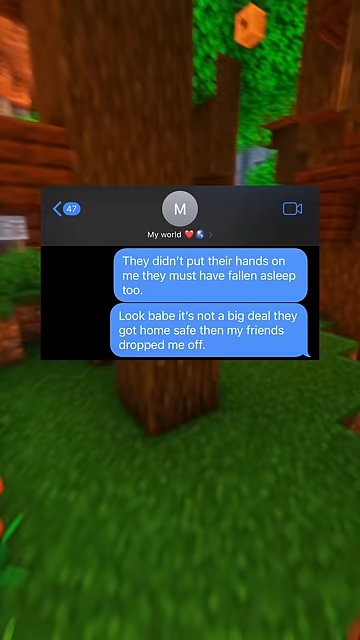 47
M
My world ❤️🌎
They didn’t put their hands on
me they must have fallen asleep
too.
Look babe it’s not a big deal they
got home safe then my friends
dropped me off.